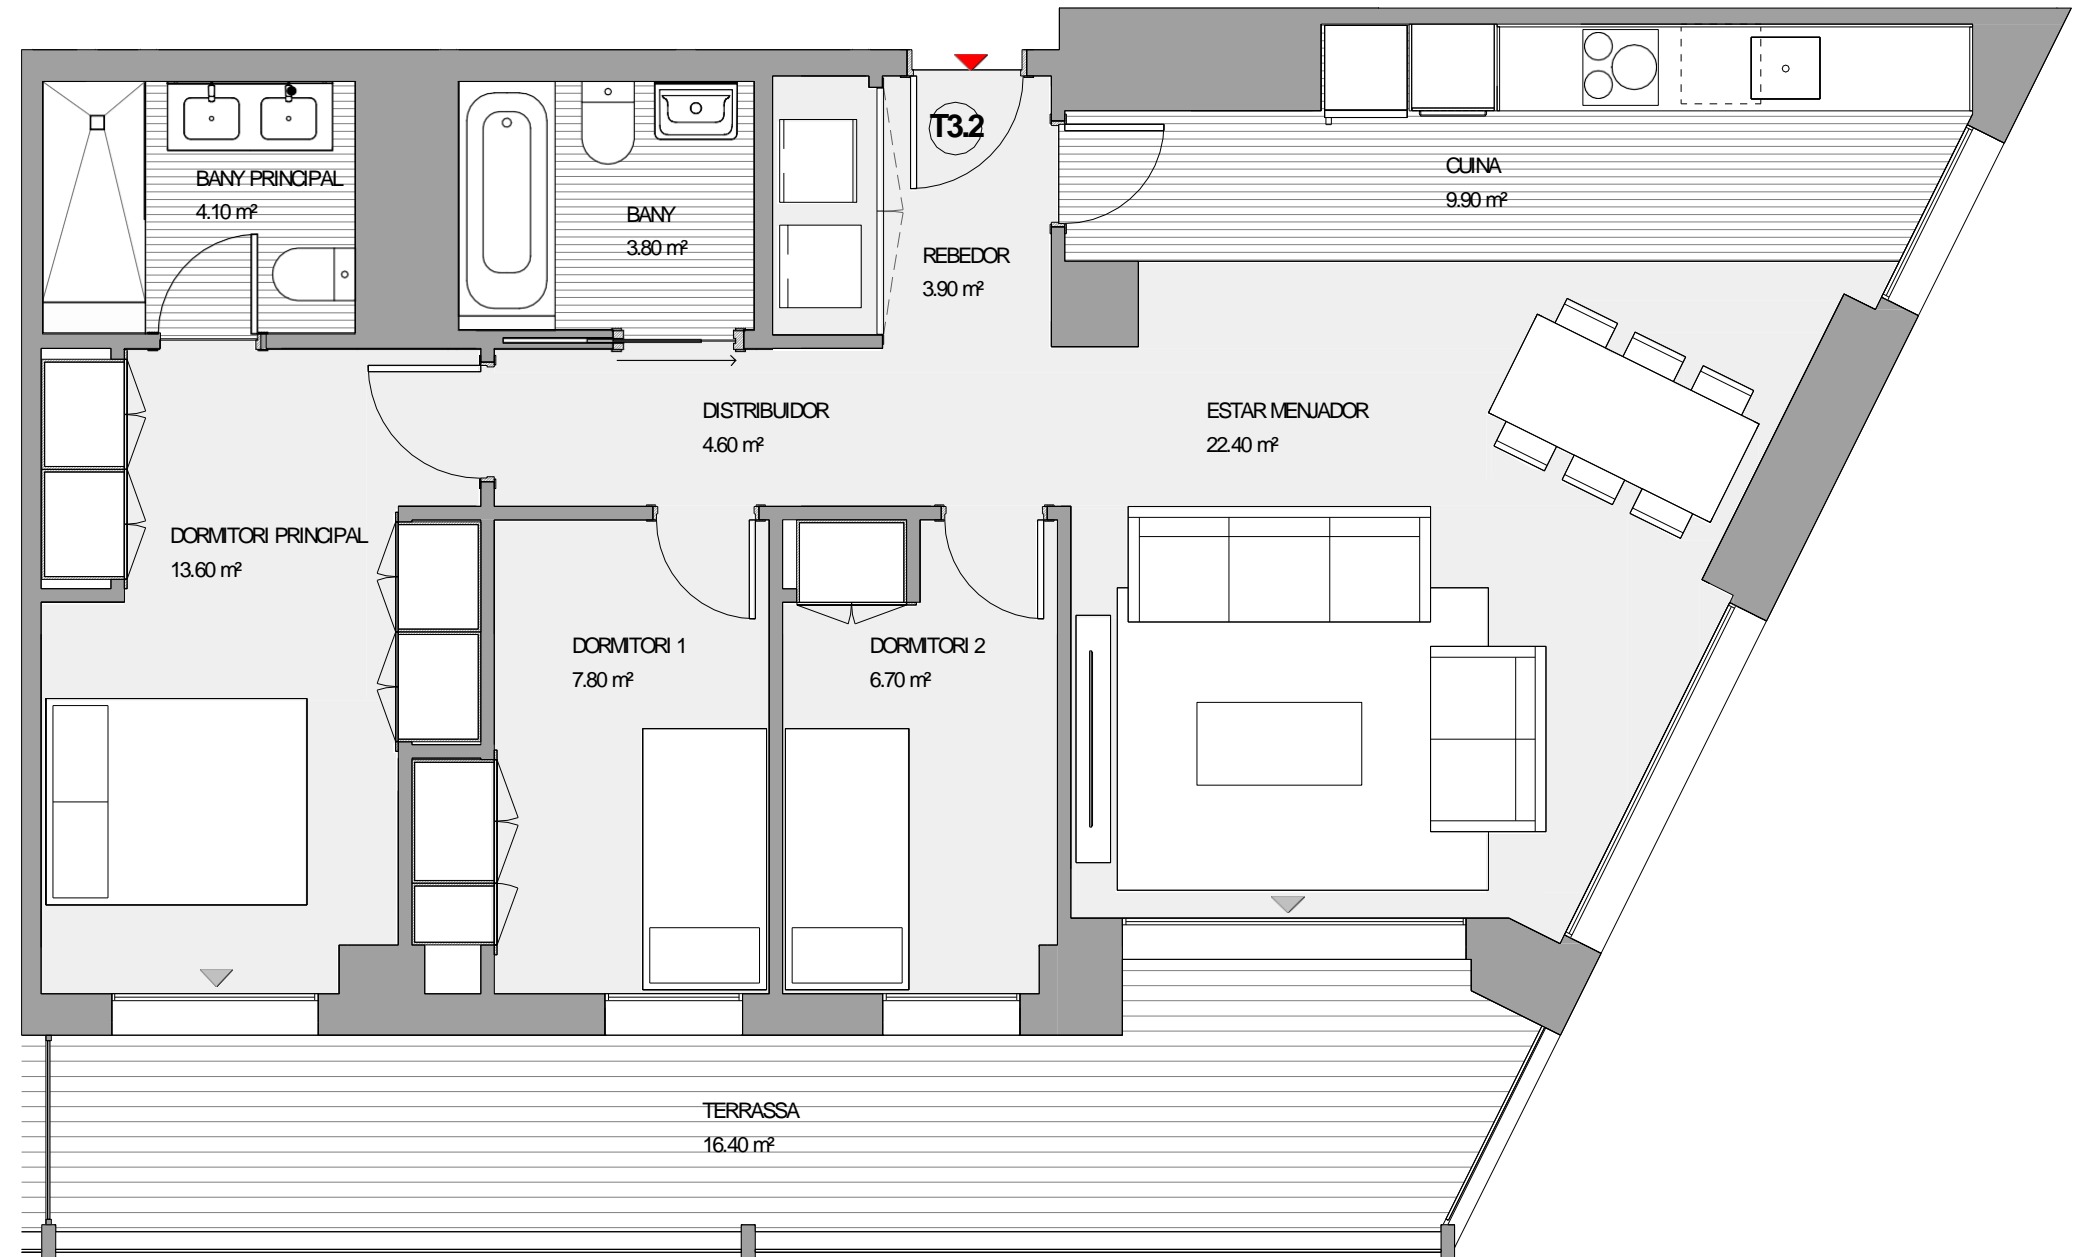 T3.2
CUINA
9.90 m²
BANY PRINCIPAL
4.10 m²
BANY
3.80 m²
REBEDOR
3.90 m²
DISTRIBUIDOR
4.60 m²
ESTAR MENJADOR
22.40 m²
DORMITORI PRINCIPAL
13.60 m²
DORMITORI 1
7.80 m²
DORMITORI 2
6.70 m²
TERRASSA
16.40 m²